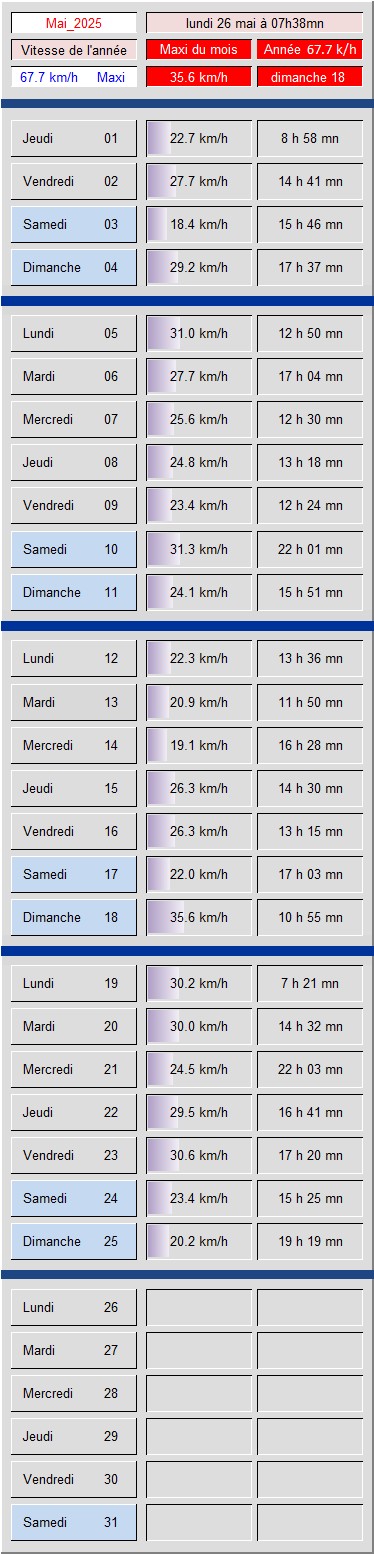 Mai_2025 lundi 26 mai à 07h38mn
Vitesse de l'année Maxi du mois Année 67.7 k/h
67.7 km/h Maxi 35.6 km/h dimanche 18
Jeudi 01 22.7 km/h 8 h 58 mn
Vendredi 02 27.7 km/h 14 h 41 mn
Samedi 03 18.4 km/h 15 h 46 mn
Dimanche 04 29.2 km/h 17 h 37 mn
Lundi 05 31.0 km/h 12 h 50 mn
Mardi 06 27.7 km/h 17 h 04 mn
Mercredi 07 25.6 km/h 12 h 30 mn
Jeudi 08 24.8 km/h 13 h 18 mn
Vendredi 09 23.4 km/h 12 h 24 mn
Samedi 10 31.3 km/h 22 h 01 mn
Dimanche 11 24.1 km/h 15 h 51 mn
Lundi 12 22.3 km/h 13 h 36 mn
Mardi 13 20.9 km/h 11 h 50 mn
Mercredi 14 19.1 km/h 16 h 28 mn
Jeudi 15 26.3 km/h 14 h 30 mn
Vendredi 16 26.3 km/h 13 h 15 mn
Samedi 17 22.0 km/h 17 h 03 mn
Dimanche 18 35.6 km/h 10 h 55 mn
Lundi 19 30.2 km/h 7 h 21 mn
Mardi 20 30.0 km/h 14 h 32 mn
Mercredi 21 24.5 km/h 22 h 03 mn
Jeudi 22 29.5 km/h 16 h 41 mn
Vendredi 23 30.6 km/h 17 h 20 mn
Samedi 24 23.4 km/h 15 h 25 mn
Dimanche 25 20.2 km/h 19 h 19 mn
Lundi 26
Mardi 27
Mercredi 28
Jeudi 29
Vendredi 30
Samedi 31